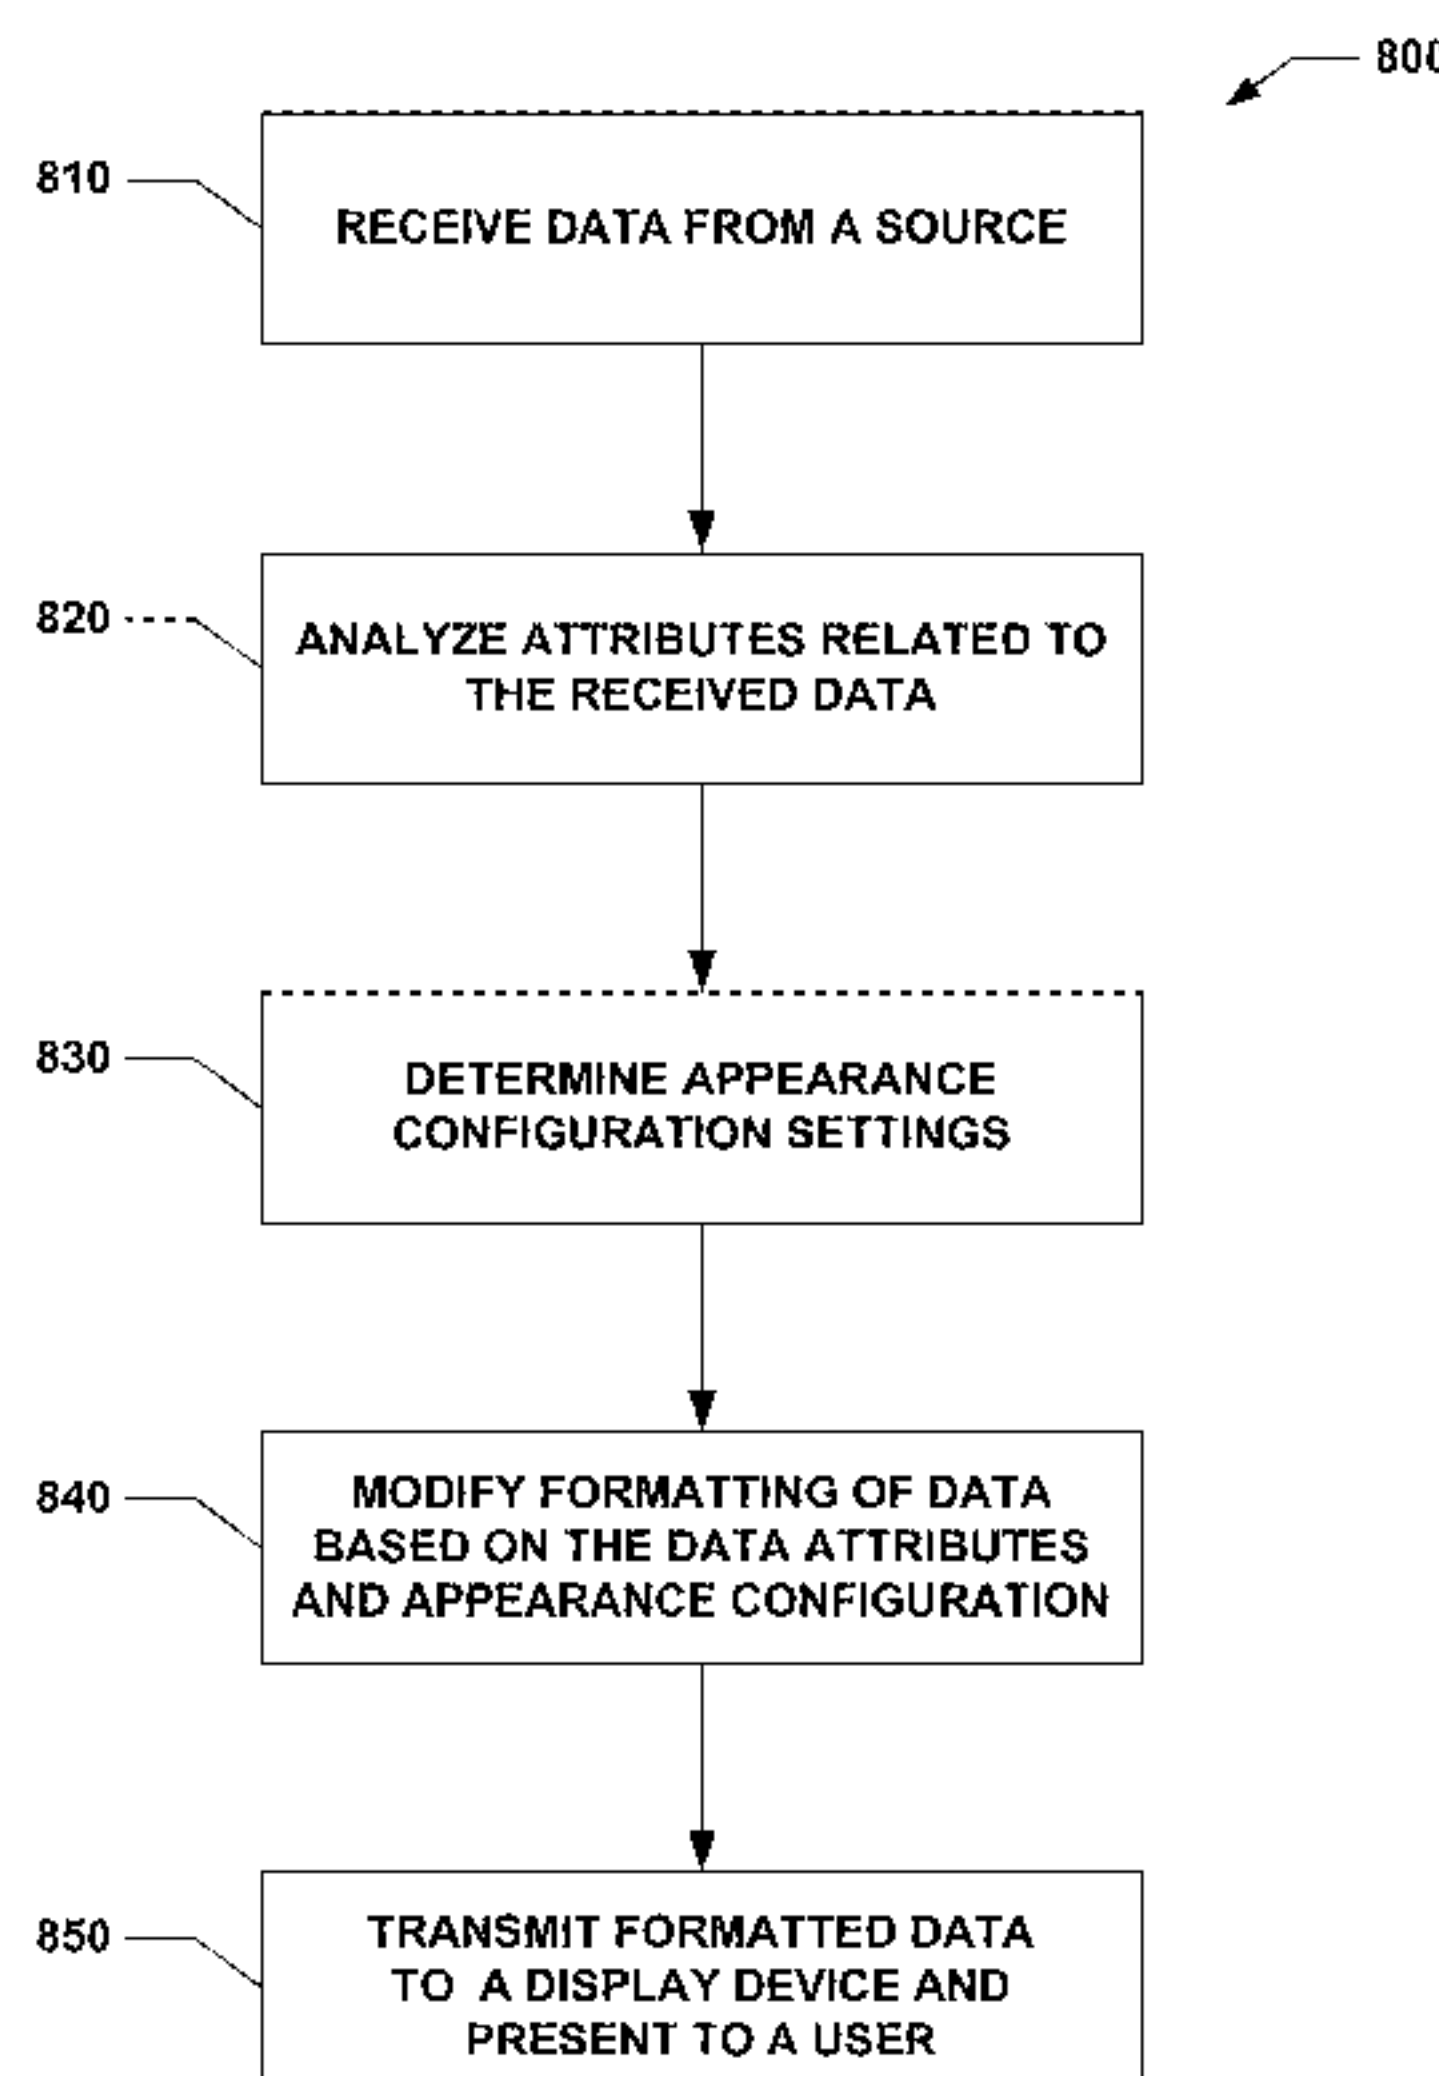 800
810
RECEIVE DATA FROM A SOURCE
820
ANALYZE ATTRIBUTES RELATED TO
THE RECEIVED DATA
830
DETERMINE APPEARANCE
CONFIGURATION SETTINGS
840
MODIFY FORMATTING OF DATA
BASED ON THE DATA ATTRIBUTES
AND APPEARANCE CONFIGURATION
850
TRANSMIT FORMATTED DATA
TO A DISPLAY DEVICE AND
PRESENT TO A USER